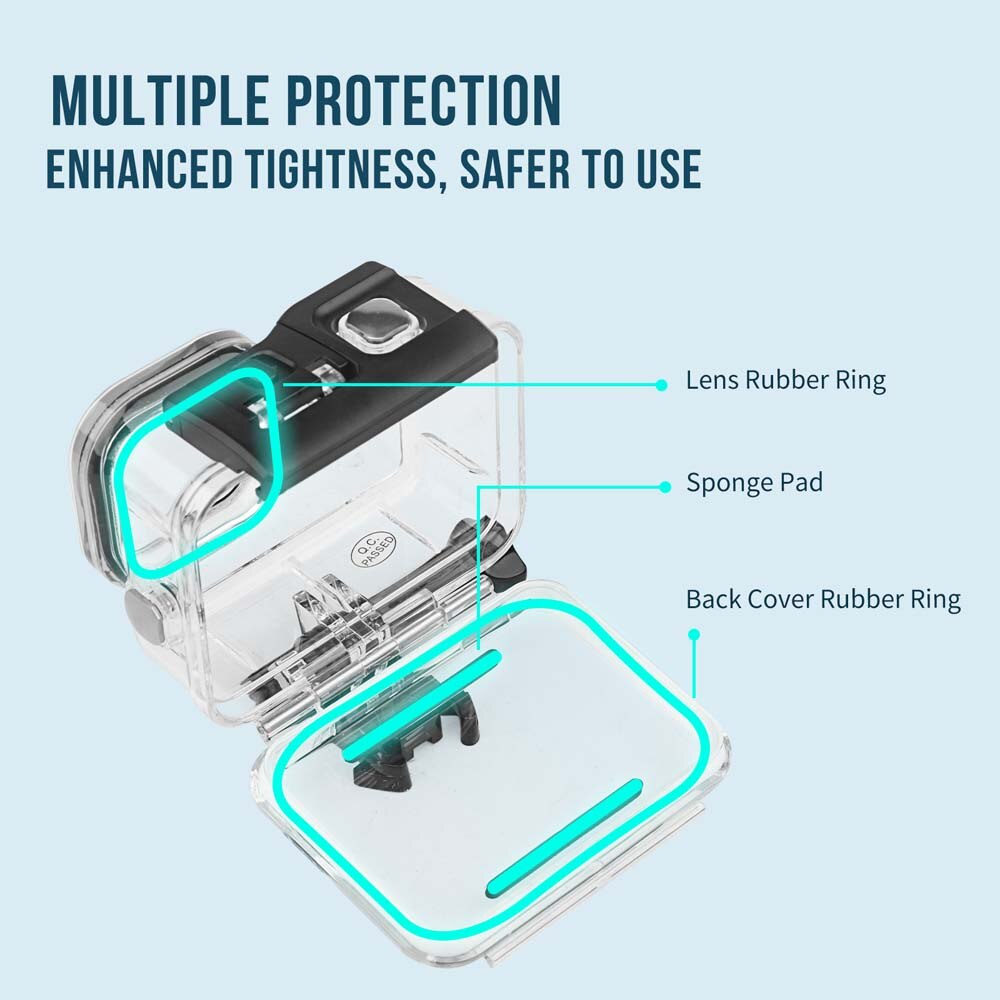 MULTIPLE PROTECTION
ENHANCED TIGHTNESS, SAFER TO USE
Lens Rubber Ring
Sponge Pad
Q.C.
PASSED
Back Cover Rubber Ring